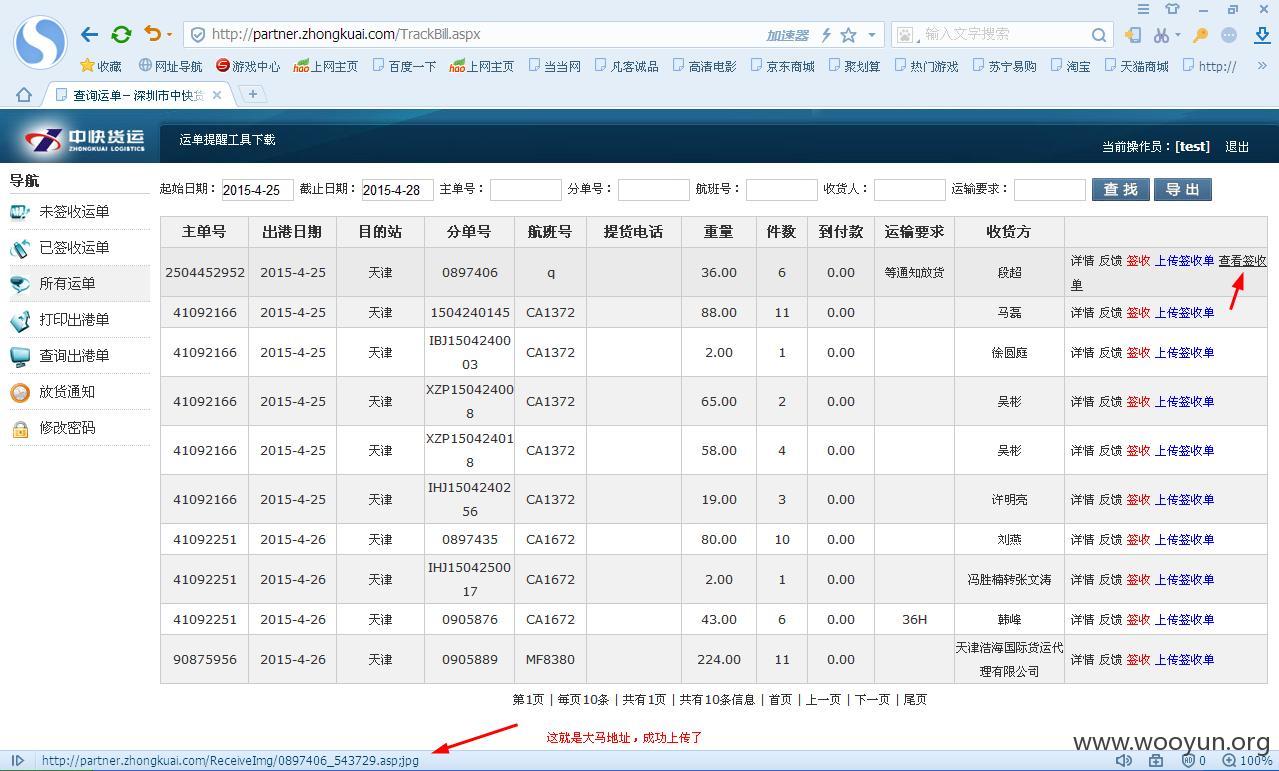 http://partner.zhongkuai.com/TrackBill.aspx 加速器 输入文字搜索
收藏 网址导航 游戏中心 上网主页 百度一下 上网主页 当当网 凡客诚品 高清电影 京东商城 聚划算 热门游戏 苏宁易购 淘宝 天猫商城 http://
查询运单 – 深圳市中快货
中快货运 ZHONGKUAI LOGISTICS 运单提醒工具下载 当前操作员：[test] 退出
导航
未签收运单
已签收运单
所有运单
打印出港单
查询出港单
放货通知
修改密码
起始日期： 2015-4-25 截止日期： 2015-4-28 主单号： 分单号： 航班号： 收货人： 运输要求： 查 找 导 出
主单号 出港日期 目的站 分单号 航班号 提货电话 重量 件数 到付款 运输要求 收货方
2504452952 2015-4-25 天津 0897406 q 36.00 6 0.00 等通知放货 段超 详情 反馈 签收 上传签收单 查看签收单
41092166 2015-4-25 天津 1504240145 CA1372 88.00 11 0.00 马磊 详情 反馈 签收 上传签收单
41092166 2015-4-25 天津 IBJ1504240003 CA1372 2.00 1 0.00 徐圆庭 详情 反馈 签收 上传签收单
41092166 2015-4-25 天津 XZP150424008 CA1372 65.00 2 0.00 吴彬 详情 反馈 签收 上传签收单
41092166 2015-4-25 天津 XZP150424018 CA1372 58.00 4 0.00 吴彬 详情 反馈 签收 上传签收单
41092166 2015-4-25 天津 IHJ1504240256 CA1372 19.00 3 0.00 许明亮 详情 反馈 签收 上传签收单
41092251 2015-4-26 天津 0897435 CA1672 80.00 10 0.00 刘燕 详情 反馈 签收 上传签收单
41092251 2015-4-26 天津 IHJ1504250017 CA1672 2.00 1 0.00 冯胜楠转张文涛 详情 反馈 签收 上传签收单
41092251 2015-4-26 天津 0905876 CA1672 43.00 6 0.00 36H 韩峰 详情 反馈 签收 上传签收单
90875956 2015-4-26 天津 0905889 MF8380 224.00 11 0.00 天津浩海国际货运代理有限公司 详情 反馈 签收 上传签收单
第1页 | 每页10条 | 共有1页 | 共有10条信息 | 首页 | 上一页 | 下一页 | 尾页
这就是大马地址，成功上传了
www.wooyun.org
http://partner.zhongkuai.com/ReceiveImg/0897406_543729.asp;jpg 0 100%